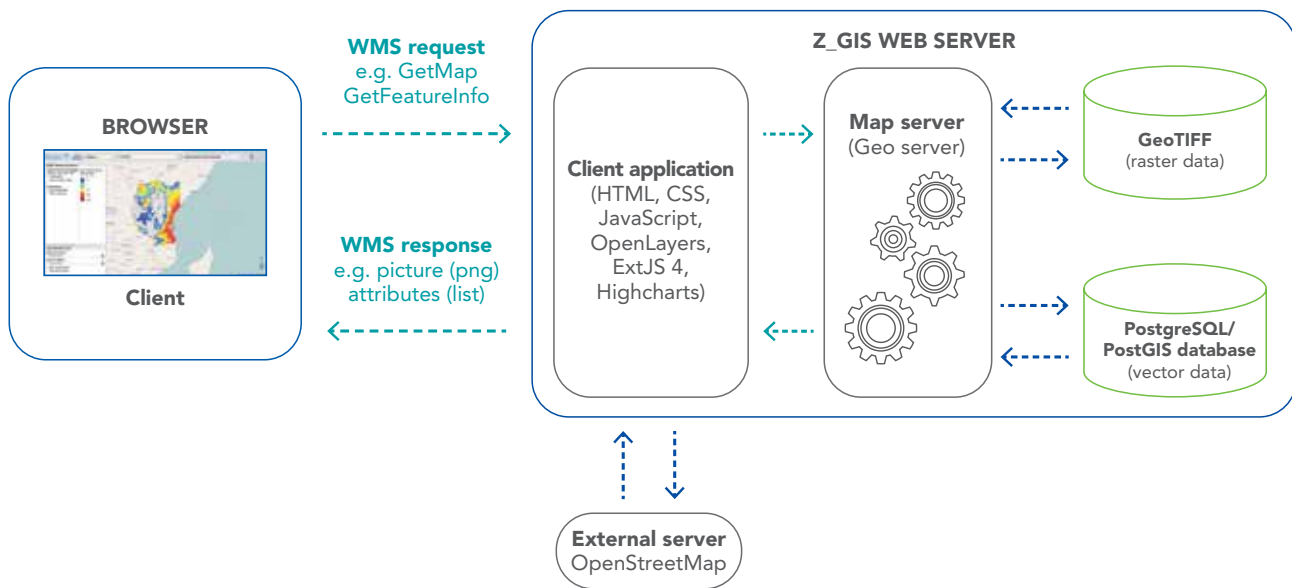 BROWSER
Client
WMS request
e.g. GetMap
GetFeatureInfo
WMS response
e.g. picture (png)
attributes (list)
Z_GIS WEB SERVER
Client application
(HTML, CSS,
JavaScript,
OpenLayers,
ExtJS 4,
Highcharts)
Map server
(Geo server)
GeoTIFF
(raster data)
PostgreSQL/
PostGIS database
(vector data)
External server
OpenStreetMap